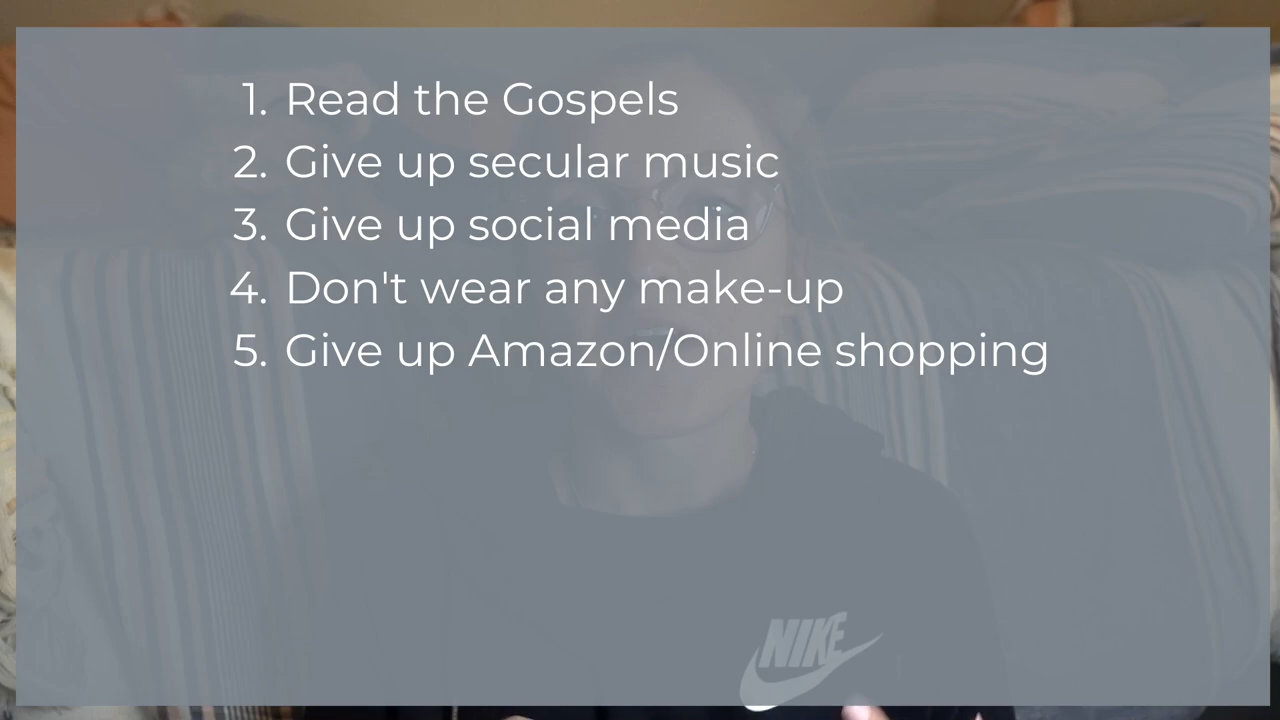 1. Read the Gospels
2. Give up secular music
3. Give up social media
4. Don't wear any make-up
5. Give up Amazon/Online shopping
NIKE